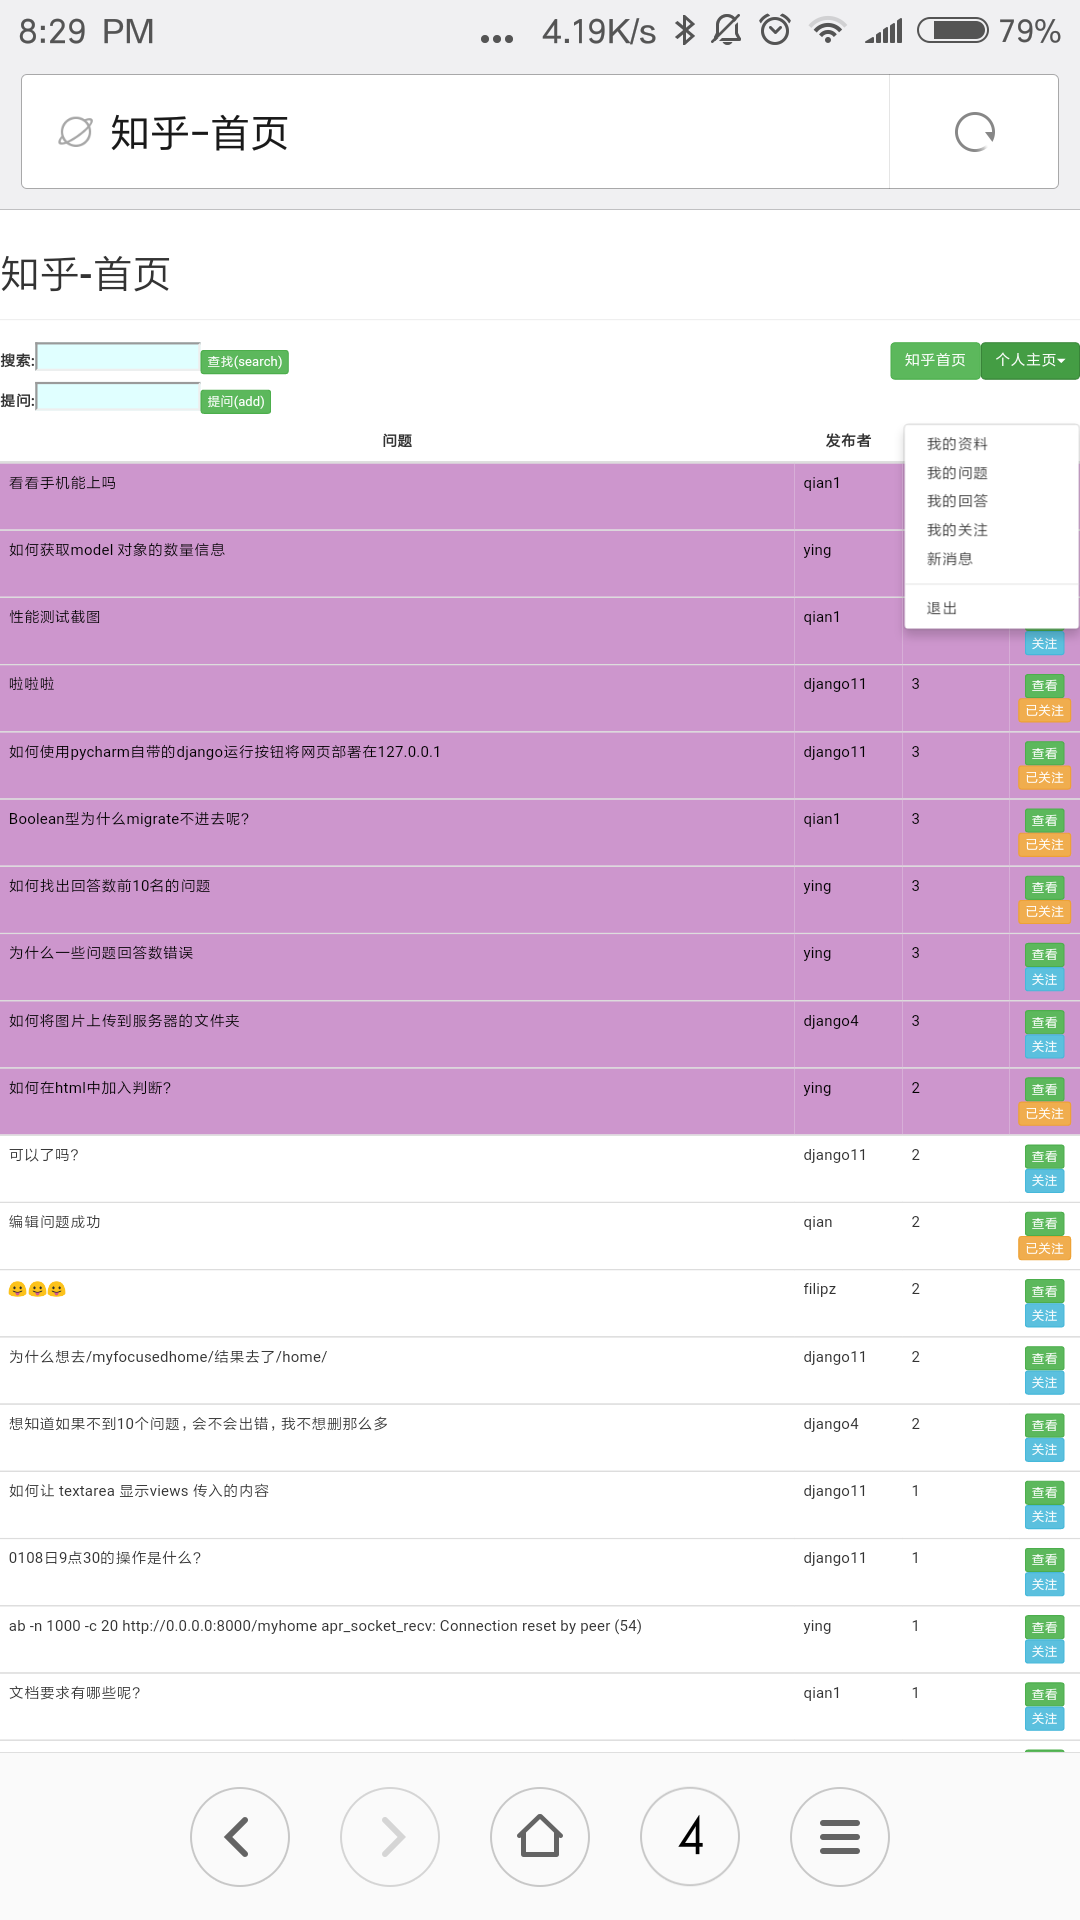 8:29 PM ... 4.19K/s 79%
知乎-首页
知乎-首页
搜索: 查找(search) 知乎首页 个人主页
提问: 提问(add)
问题 发布者
我的资料
我的问题
我的回答
我的关注
新消息
退出
看看手机能上吗 qian1
如何获取model 对象的数量信息 ying
性能测试截图 qian1
关注
啦啦啦 django11 3 查看
已关注
如何使用pycharm自带的django运行按钮将网页部署在127.0.0.1 django11 3 查看
已关注
Boolean型为什么migrate不进去呢? qian1 3 查看
已关注
如何找出回答数前10名的问题 ying 3 查看
已关注
为什么一些问题回答数错误 ying 3 查看
关注
如何将图片上传到服务器的文件夹 django4 3 查看
关注
如何在html中加入判断? ying 2 查看
已关注
可以了吗? django11 2 查看
关注
编辑问题成功 qian 2 查看
已关注
😛😛😛 filipz 2 查看
关注
为什么想去/myfocusedhome/结果去了/home/ django11 2 查看
关注
想知道如果不到10个问题, 会不会出错, 我不想删那么多 django4 2 查看
关注
如何让 textarea 显示views 传入的内容 django11 1 查看
关注
0108日9点30的操作是什么? django11 1 查看
关注
ab -n 1000 -c 20 http://0.0.0.0:8000/myhome apr_socket_recv: Connection reset by peer (54) ying 1 查看
关注
文档要求有哪些呢? qian1 1 查看
关注
4